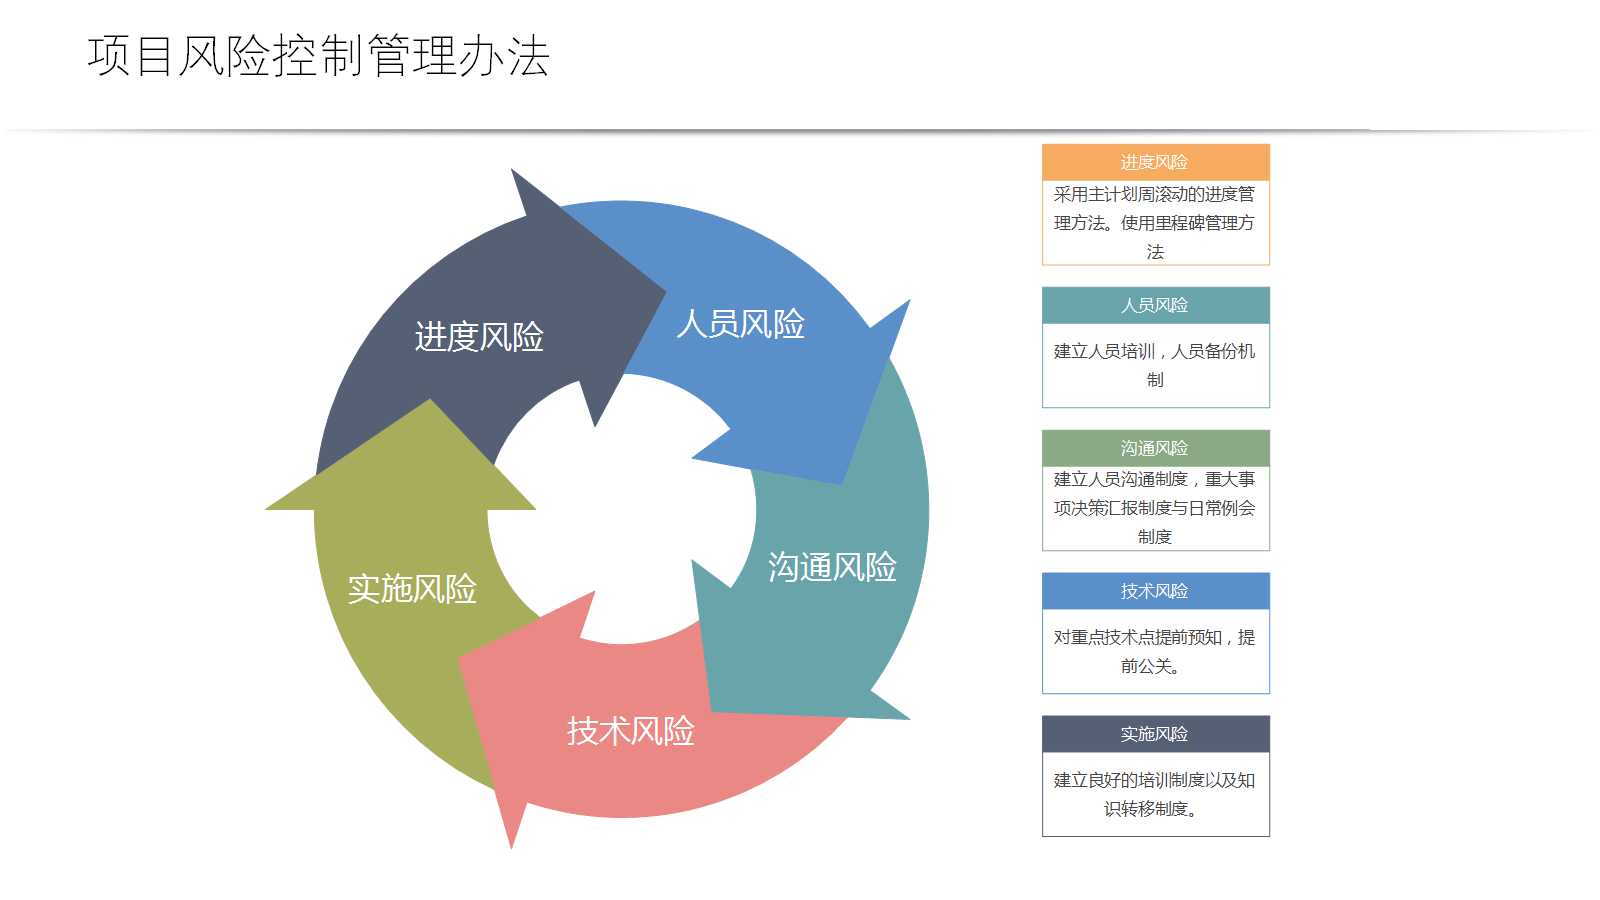 项目风险控制管理办法
进度风险
人员风险
沟通风险
技术风险
实施风险
进度风险
采用主计划周滚动的进度管
理方法。使用里程碑管理方
法
人员风险
建立人员培训，人员备份机
制
沟通风险
建立人员沟通制度，重大事
项决策汇报制度与日常例会
制度
技术风险
对重点技术点提前预知，提
前公关。
实施风险
建立良好的培训制度以及知
识转移制度。